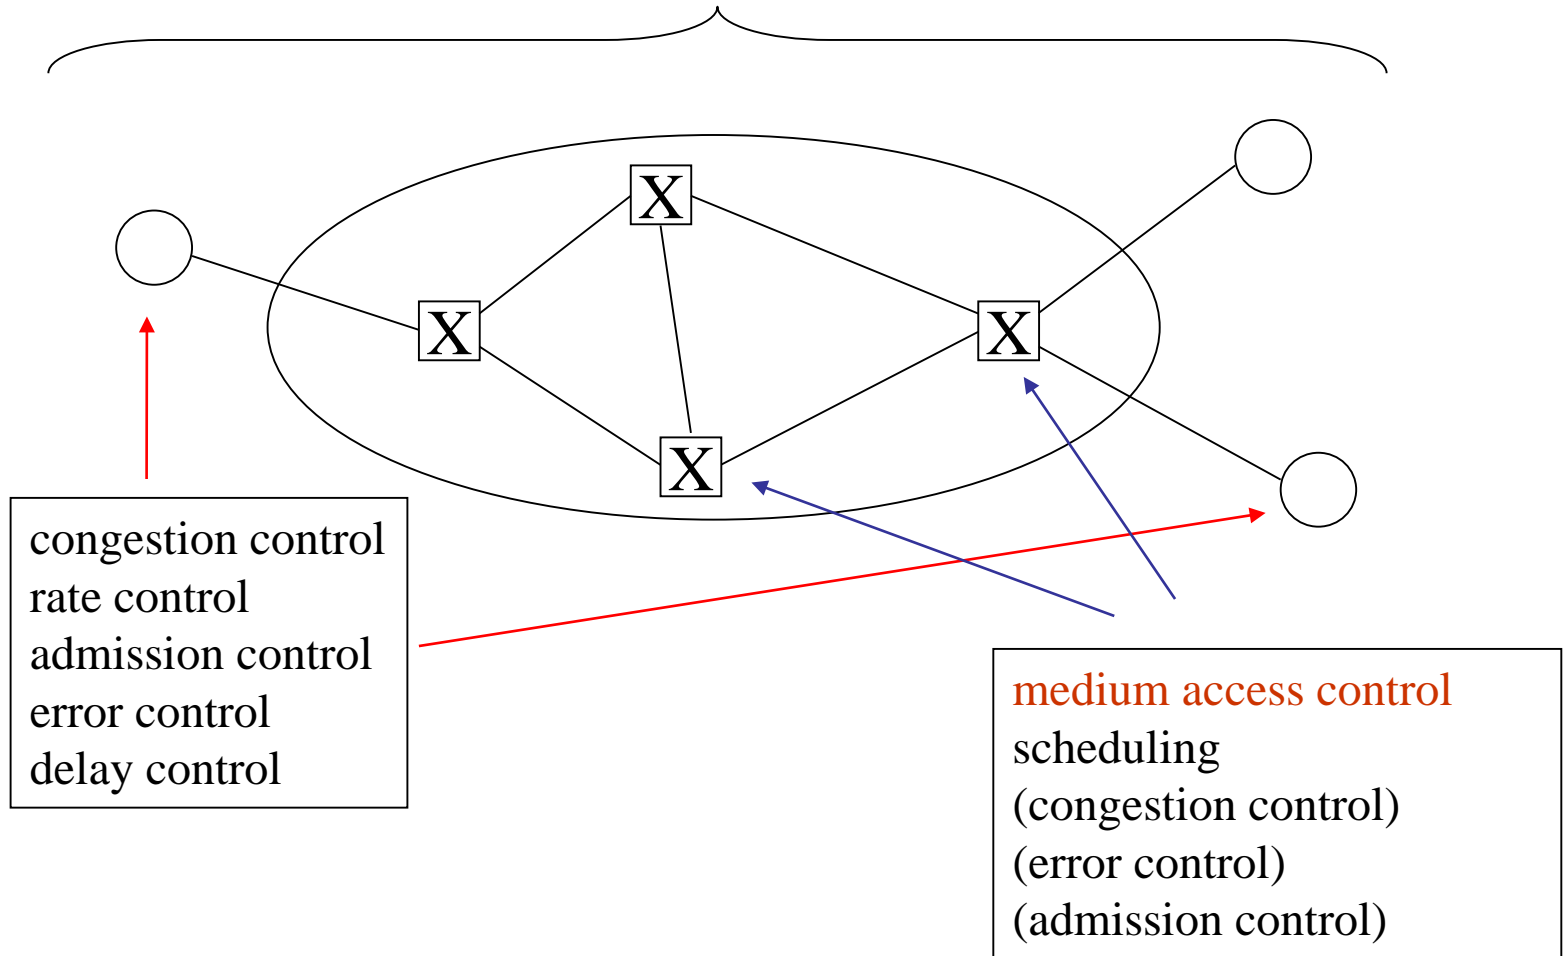 X
X
X
X
congestion control
rate control
admission control
error control
delay control
medium access control
scheduling
(congestion control)
(error control)
(admission control)